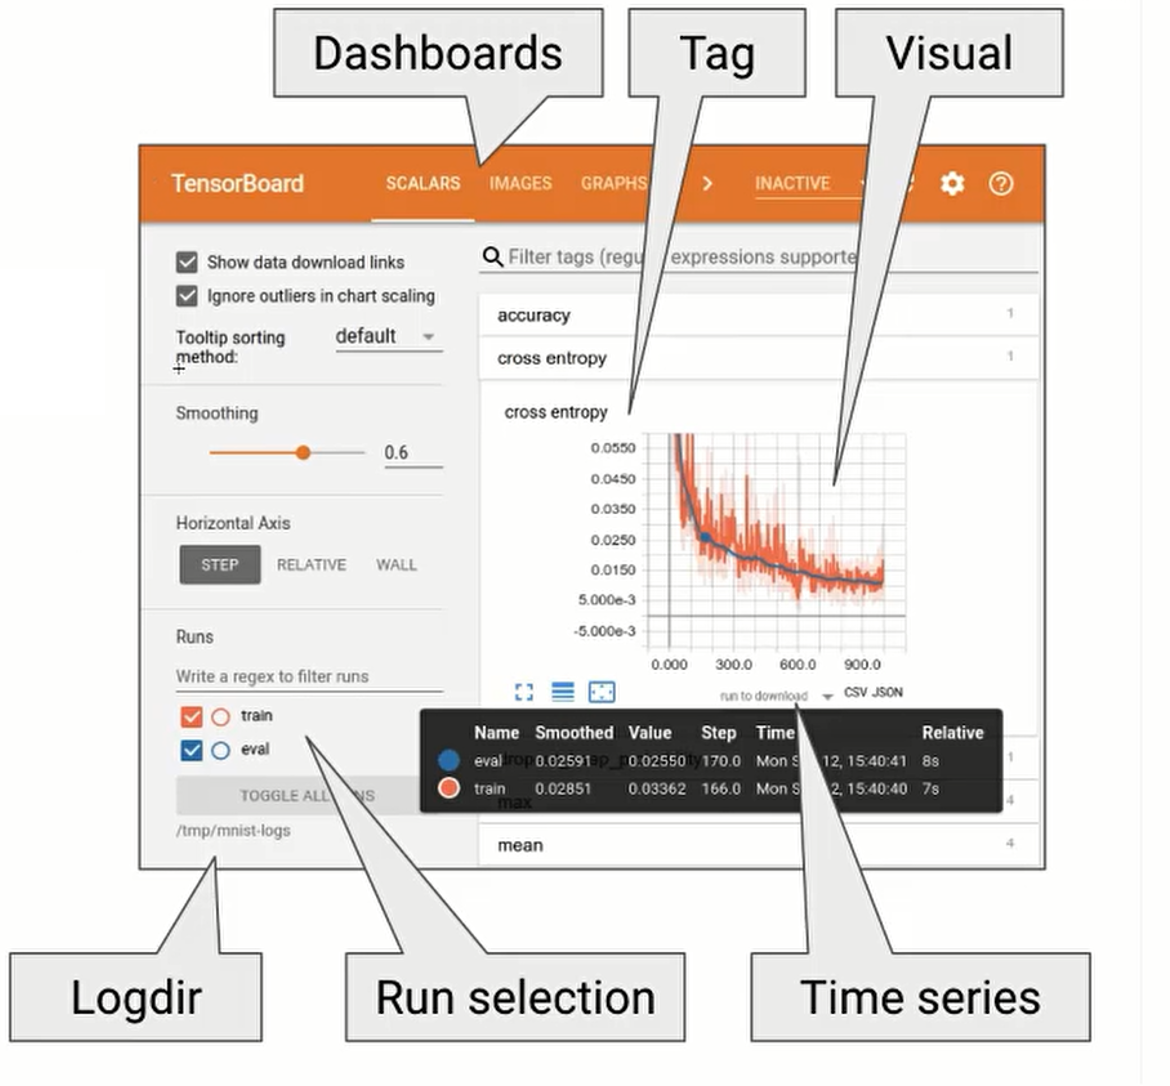 Dashboards
Tag
Visual
TensorBoard
SCALARS IMAGES GRAPHS
INACTIVE
Show data download links
Ignore outliers in chart scaling
Tooltip sorting
method:
default
Smoothing
0.6
Horizontal Axis
STEP RELATIVE WALL
Runs
Write a regex to filter runs
train
eval
TOGGLE ALL NS
/tmp/mnist-logs
Filter tags (regu expressions supporte
accuracy 1
cross entropy 1
cross entropy
0.0550
0.0450
0.0350
0.0250
0.0150
5.000e-3
-5.000e-3
0.000 300.0 600.0 900.0
run to download CSV JSON
Name Smoothed Value Step Time Relative
eval 0.02591 0.02550 170.0 Mon S 12, 15:40:41 8s
train 0.02851 0.03362 166.0 Mon S 12, 15:40:40 7s
1
max 4
mean 4
Logdir
Run selection
Time series